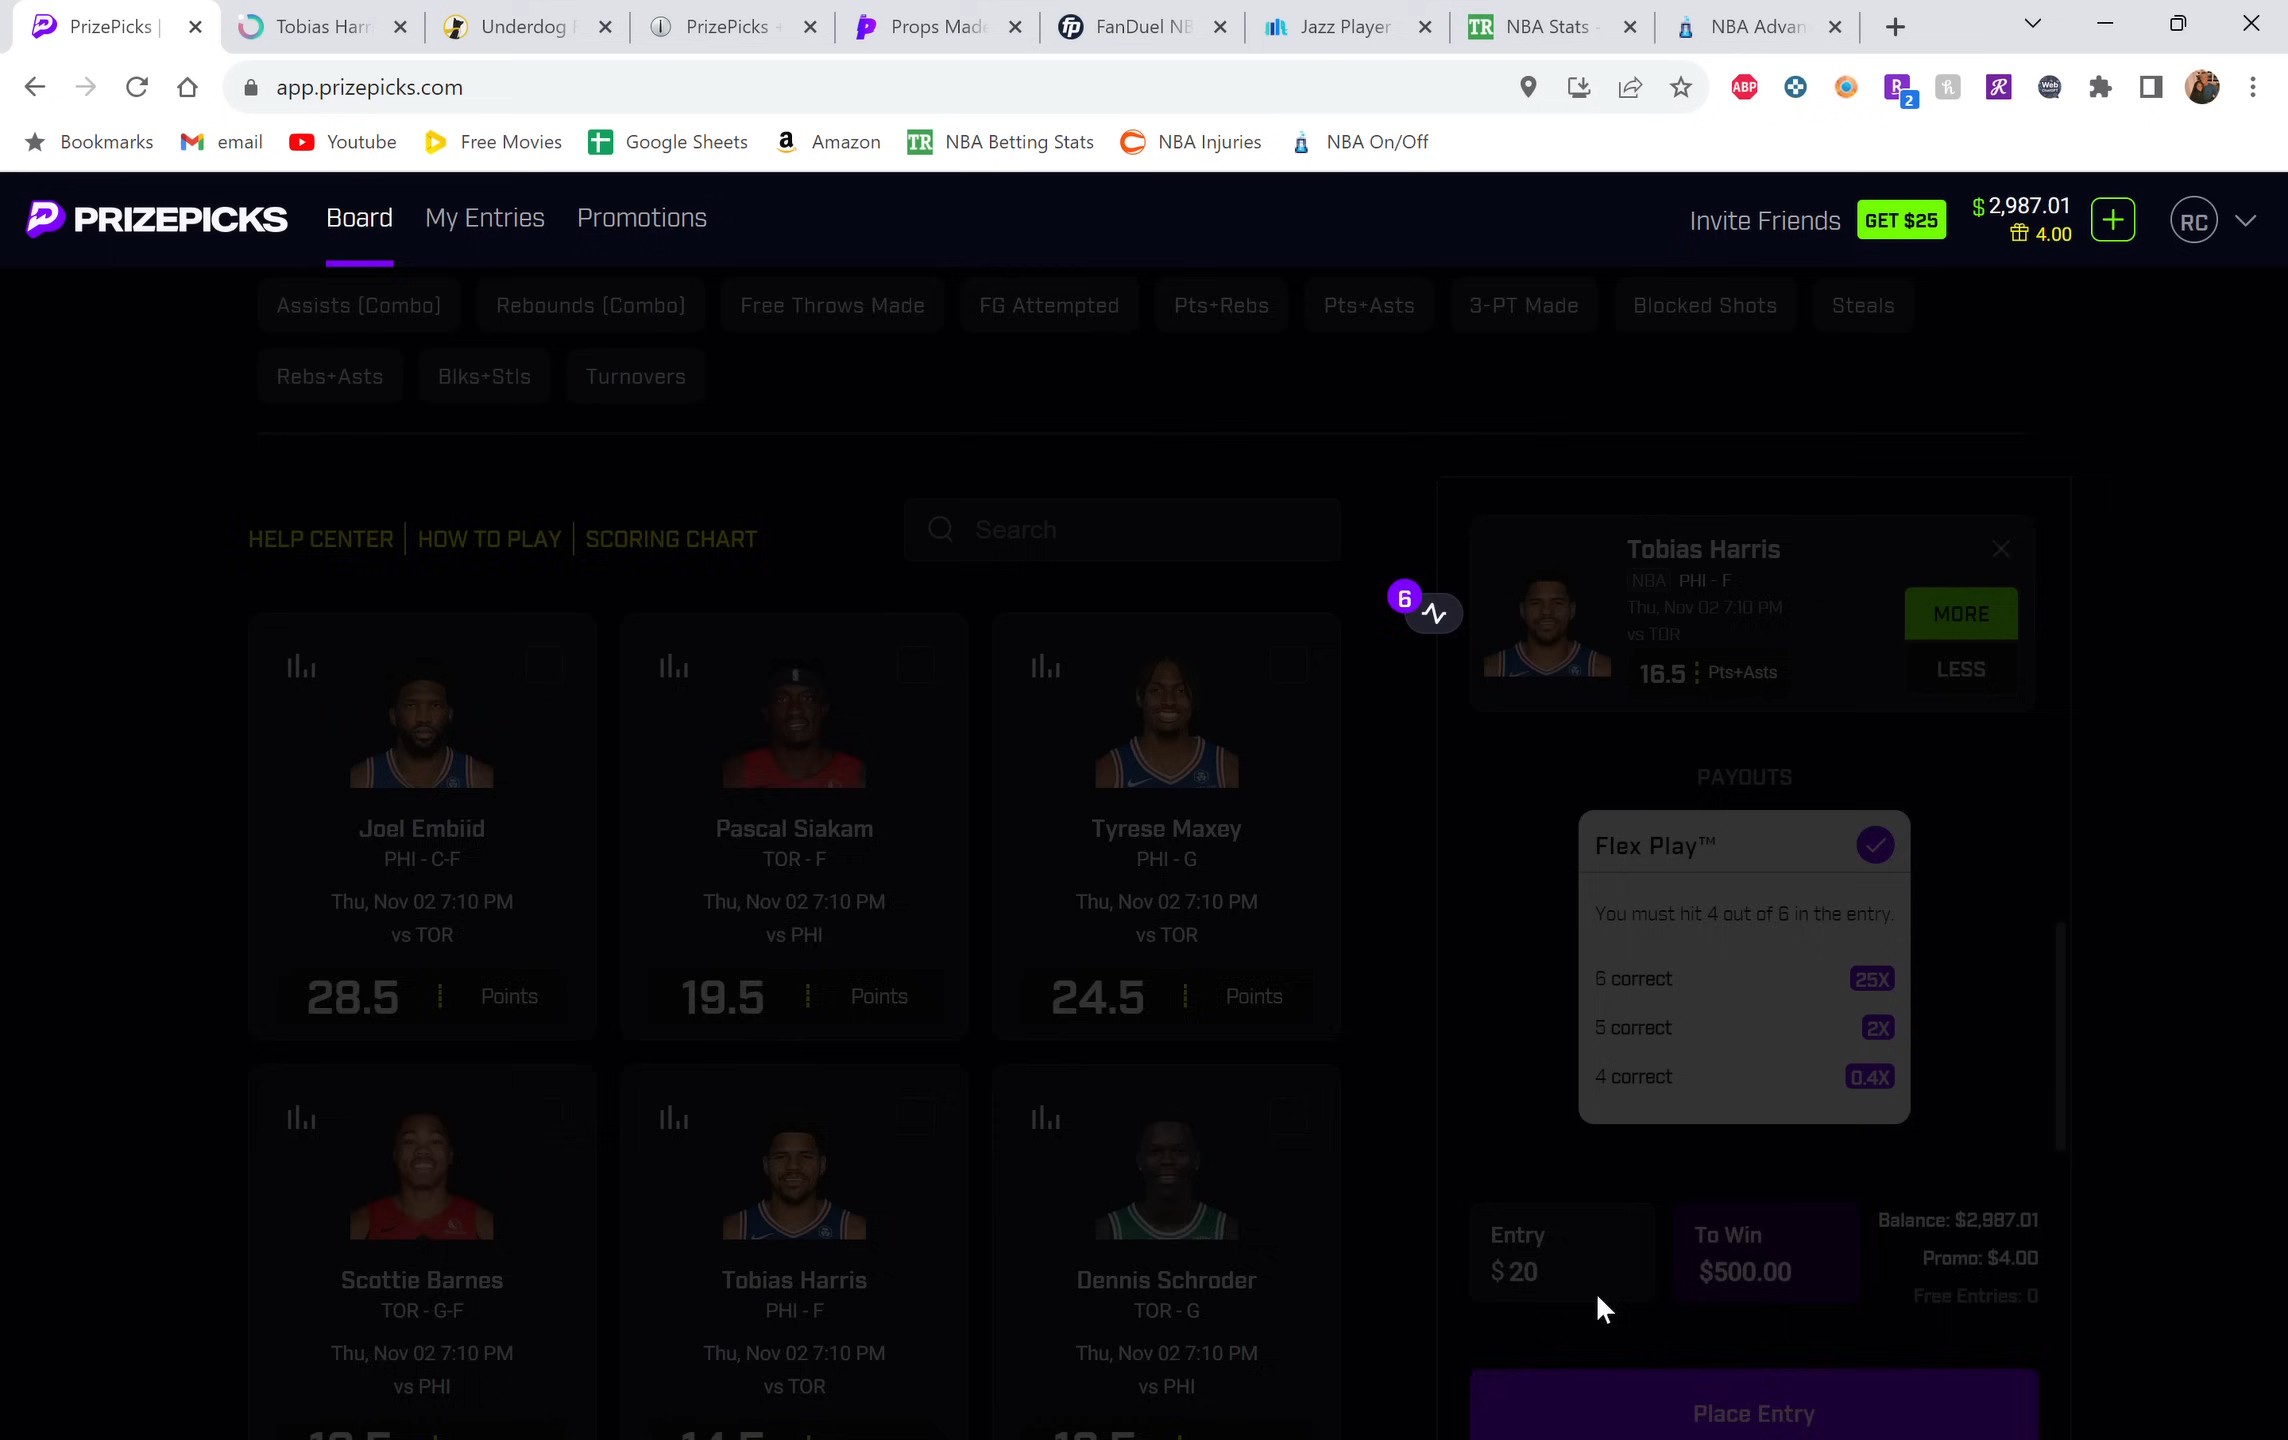 PrizePicks |
Tobias Harr
Underdog F
PrizePicks +
Props Made
FanDuel NB
Jazz Player
NBA Stats -
NBA Advan
app.prizepicks.com
ABP
2
Web
Bookmarks
email
Youtube
Free Movies
Google Sheets
Amazon
TR
NBA Betting Stats
NBA Injuries
NBA On/Off
PRIZEPICKS
Board
My Entries
Promotions
Invite Friends
GET $25
$ 2,987.01
4.00
RC
Assists (Combo)
Rebounds (Combo)
Free Throws Made
FG Attempted
Pts+Rebs
Pts+Asts
3-PT Made
Blocked Shots
Steals
Rebs+Asts
Blks+Stls
Turnovers
HELP CENTER
HOW TO PLAY
SCORING CHART
Search
6
Tobias Harris
NBA PHI - F
Thu, Nov 02 7:10 PM
vs TOR
16.5 Pts+Asts
MORE
LESS
Joel Embiid
PHI - C-F
Thu, Nov 02 7:10 PM
vs TOR
28.5 Points
Pascal Siakam
TOR - F
Thu, Nov 02 7:10 PM
vs PHI
19.5 Points
Tyrese Maxey
PHI - G
Thu, Nov 02 7:10 PM
vs TOR
24.5 Points
PAYOUTS
Flex Play™
You must hit 4 out of 6 in the entry.
6 correct 25X
5 correct 2X
4 correct 0.4X
Scottie Barnes
TOR - G-F
Thu, Nov 02 7:10 PM
vs PHI
Tobias Harris
PHI - F
Thu, Nov 02 7:10 PM
vs TOR
Dennis Schroder
TOR - G
Thu, Nov 02 7:10 PM
vs PHI
Entry
$ 20
To Win
$500.00
Balance: $2,987.01
Promo: $4.00
Free Entries: 0
Place Entry